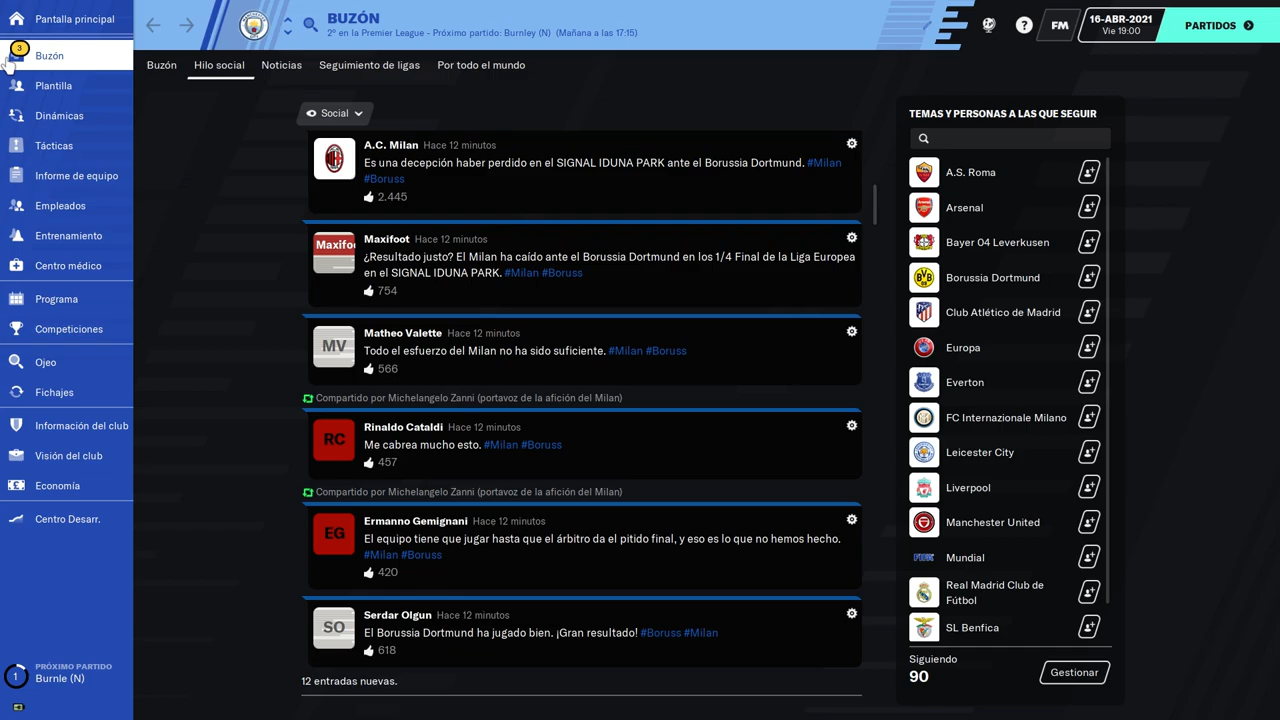 Pantalla principal
3
Buzón
Plantilla
Dinámicas
Tácticas
Informe de equipo
Empleados
Entrenamiento
Centro médico
Programa
Competiciones
Ojeo
Fichajes
Información del club
Visión del club
Economía
Centro Desarr.
1
PRÓXIMO PARTIDO
Burnle (N)
BUZÓN
2º en la Premier League - Próximo partido: Burnley (N) (Mañana a las 17:15)
?
FM
16-ABR-2021
Vie 19:00
PARTIDOS
Buzón
Hilo social
Noticias
Seguimiento de ligas
Por todo el mundo
Social
A.C. Milan Hace 12 minutos
Es una decepción haber perdido en el SIGNAL IDUNA PARK ante el Borussia Dortmund. #Milan
#Boruss
2.445
Maxifoo
Maxifoot Hace 12 minutos
¿Resultado justo? El Milan ha caído ante el Borussia Dortmund en los 1/4 Final de la Liga Europea
en el SIGNAL IDUNA PARK. #Milan #Boruss
754
MV
Matheo Valette Hace 12 minutos
Todo el esfuerzo del Milan no ha sido suficiente. #Milan #Boruss
566
Compartido por Michelangelo Zanni (portavoz de la afición del Milan)
RC
Rinaldo Cataldi Hace 12 minutos
Me cabrea mucho esto. #Milan #Boruss
457
Compartido por Michelangelo Zanni (portavoz de la afición del Milan)
EG
Ermanno Gemignani Hace 12 minutos
El equipo tiene que jugar hasta que el árbitro da el pitido final, y eso es lo que no hemos hecho.
#Milan #Boruss
420
SO
Serdar Olgun Hace 12 minutos
El Borussia Dortmund ha jugado bien. ¡Gran resultado! #Boruss #Milan
618
12 entradas nuevas.
TEMAS Y PERSONAS A LAS QUE SEGUIR
A.S. Roma
Arsenal
Bayer 04 Leverkusen
Borussia Dortmund
Club Atlético de Madrid
Europa
Everton
FC Internazionale Milano
Leicester City
Liverpool
Manchester United
Mundial
Real Madrid Club de
Fútbol
SL Benfica
Siguiendo
90
Gestionar